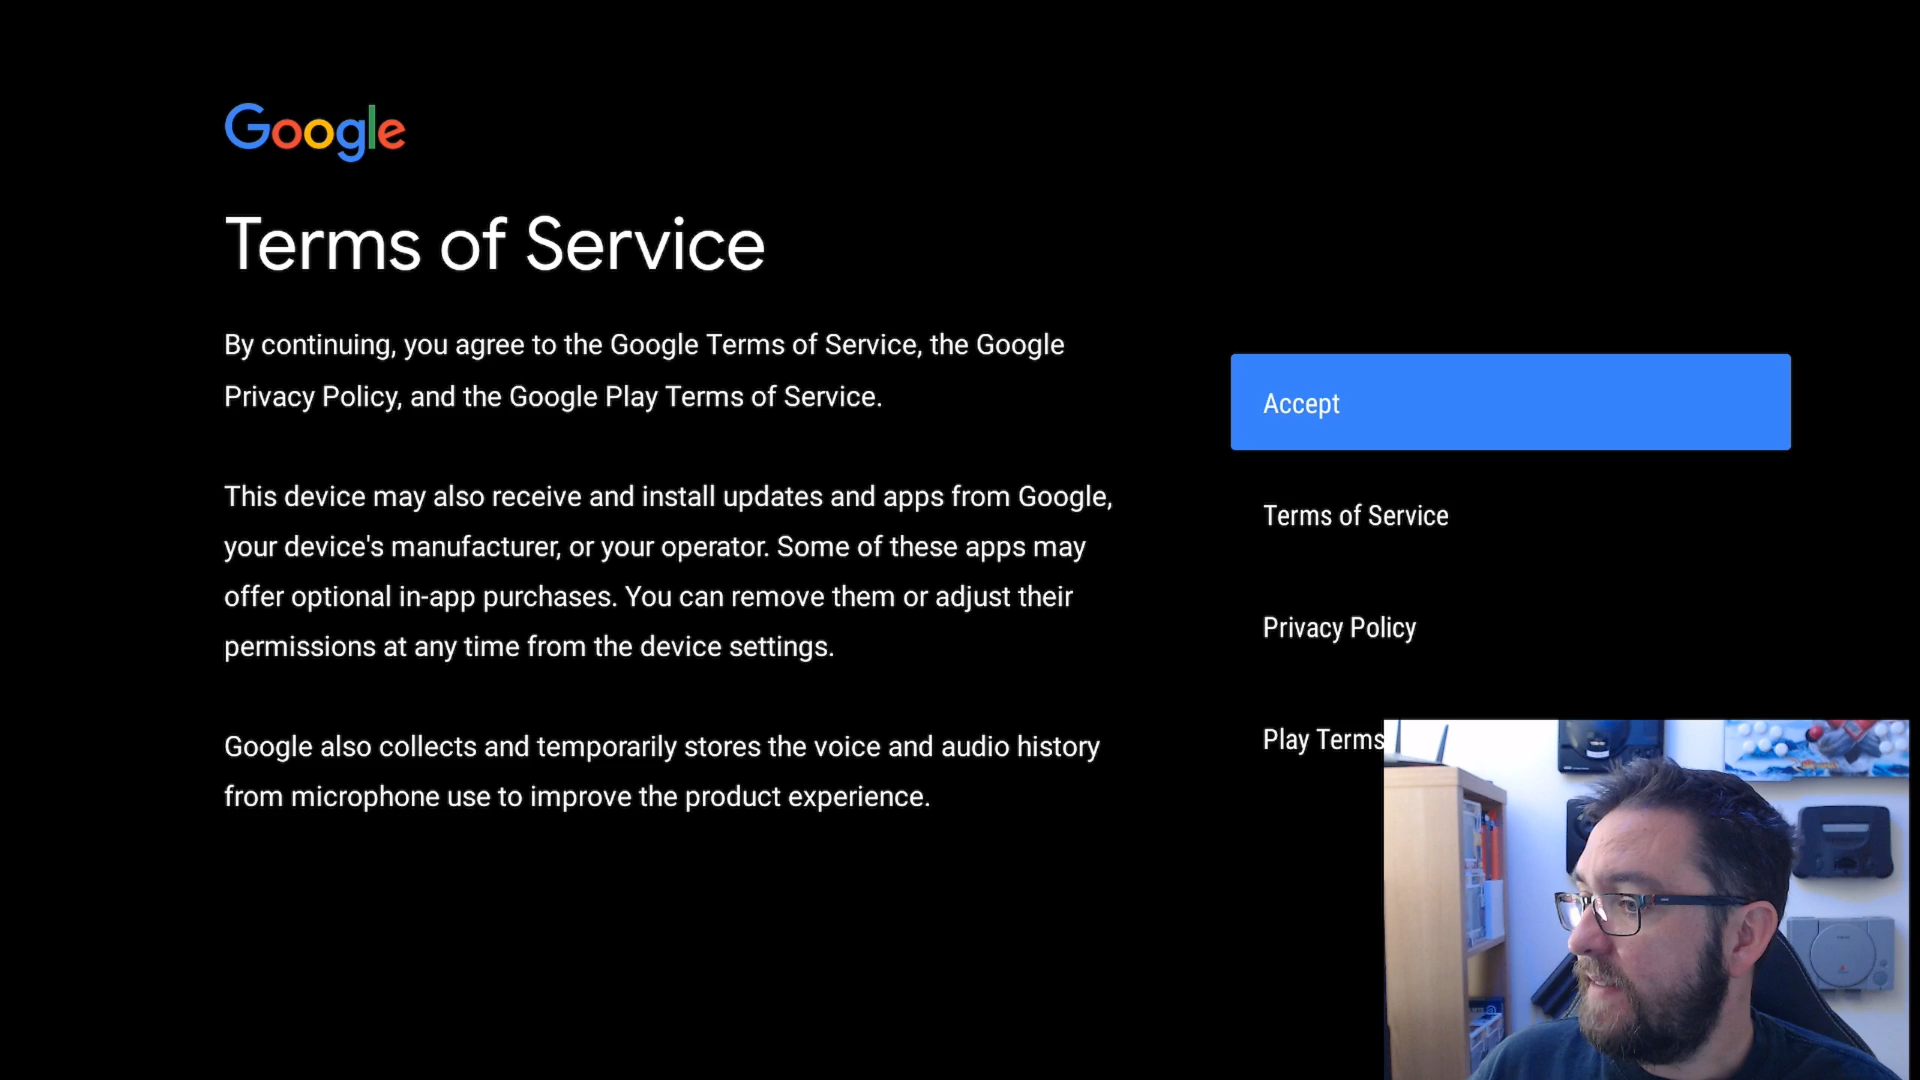 Google
Terms of Service
By continuing, you agree to the Google Terms of Service, the Google
Privacy Policy, and the Google Play Terms of Service.
This device may also receive and install updates and apps from Google,
your device's manufacturer, or your operator. Some of these apps may
offer optional in-app purchases. You can remove them or adjust their
permissions at any time from the device settings.
Google also collects and temporarily stores the voice and audio history
from microphone use to improve the product experience.
Accept
Terms of Service
Privacy Policy
Play Terms